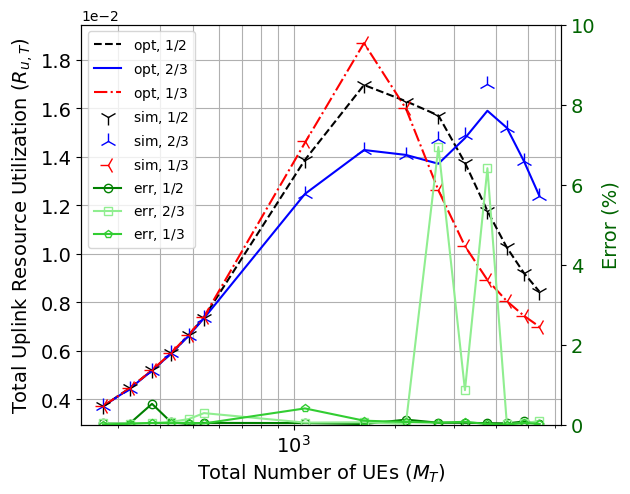 1e−2
opt, 1/2
opt, 2/3
opt, 1/3
sim, 1/2
sim, 2/3
sim, 1/3
err, 1/2
err, 2/3
err, 1/3
Total Uplink Resource Utilization (R_{u,T})
1.8
1.6
1.4
1.2
1.0
0.8
0.6
0.4
10
8
6
4
2
0
Error (%)
10³
Total Number of UEs (M_T)